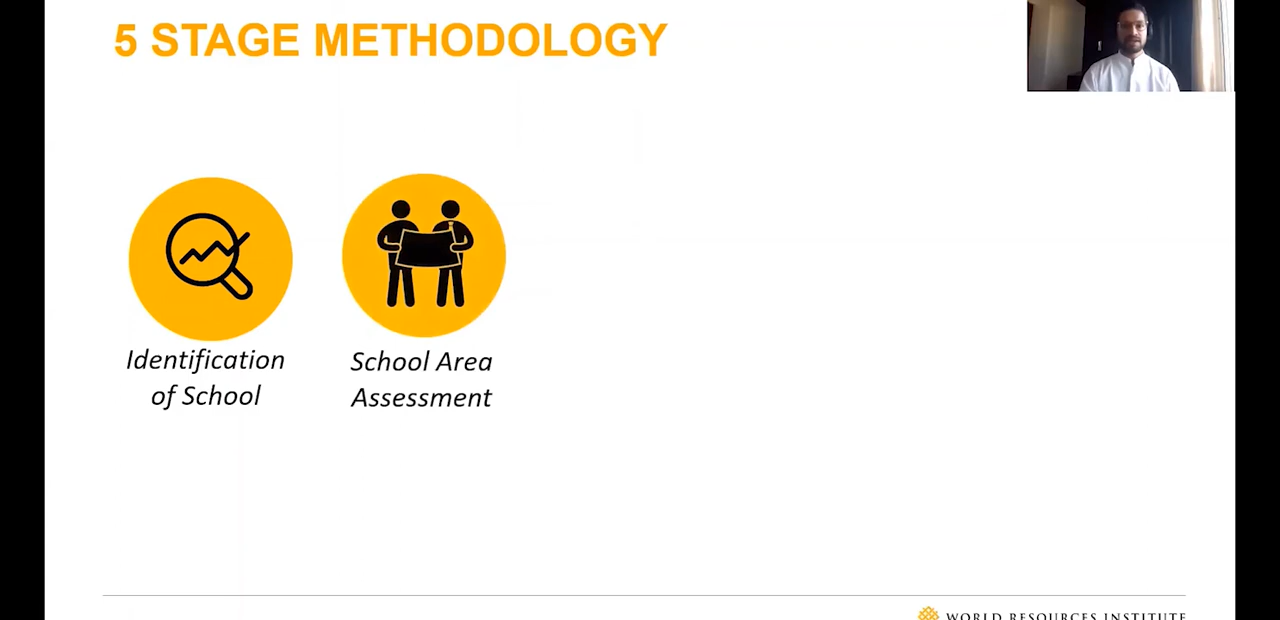 5 STAGE METHODOLOGY
Identification
of School
School Area
Assessment
WORLD RESOURCES INSTITUTE